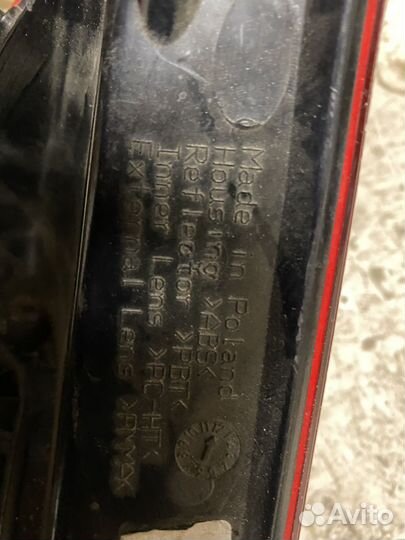 Made in Poland
Housing >ABS<
Reflector >PBT<
Inner Lens >PC-HT<
External Lens >PMMA<
Avito